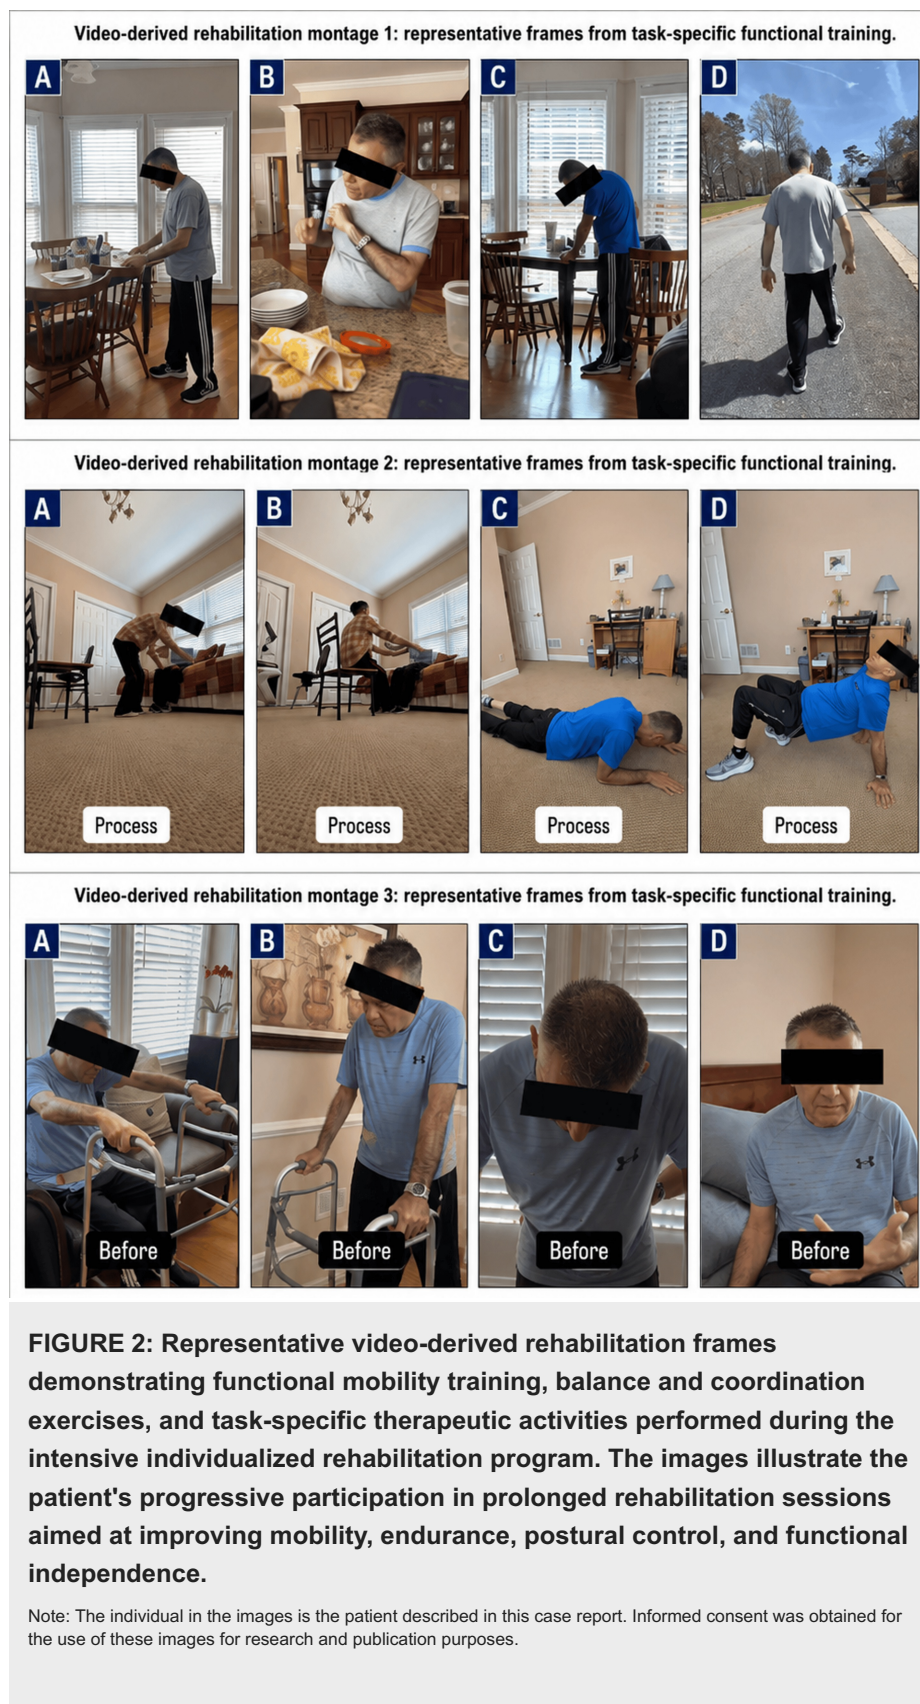 Video-derived rehabilitation montage 1: representative frames from task-specific functional training.
A
B
C
D
Video-derived rehabilitation montage 2: representative frames from task-specific functional training.
A
B
C
D
Process
Process
Process
Process
Video-derived rehabilitation montage 3: representative frames from task-specific functional training.
A
B
C
D
Before
Before
Before
Before
FIGURE 2: Representative video-derived rehabilitation frames
demonstrating functional mobility training, balance and coordination
exercises, and task-specific therapeutic activities performed during the
intensive individualized rehabilitation program. The images illustrate the
patient's progressive participation in prolonged rehabilitation sessions
aimed at improving mobility, endurance, postural control, and functional
independence.
Note: The individual in the images is the patient described in this case report. Informed consent was obtained for
the use of these images for research and publication purposes.